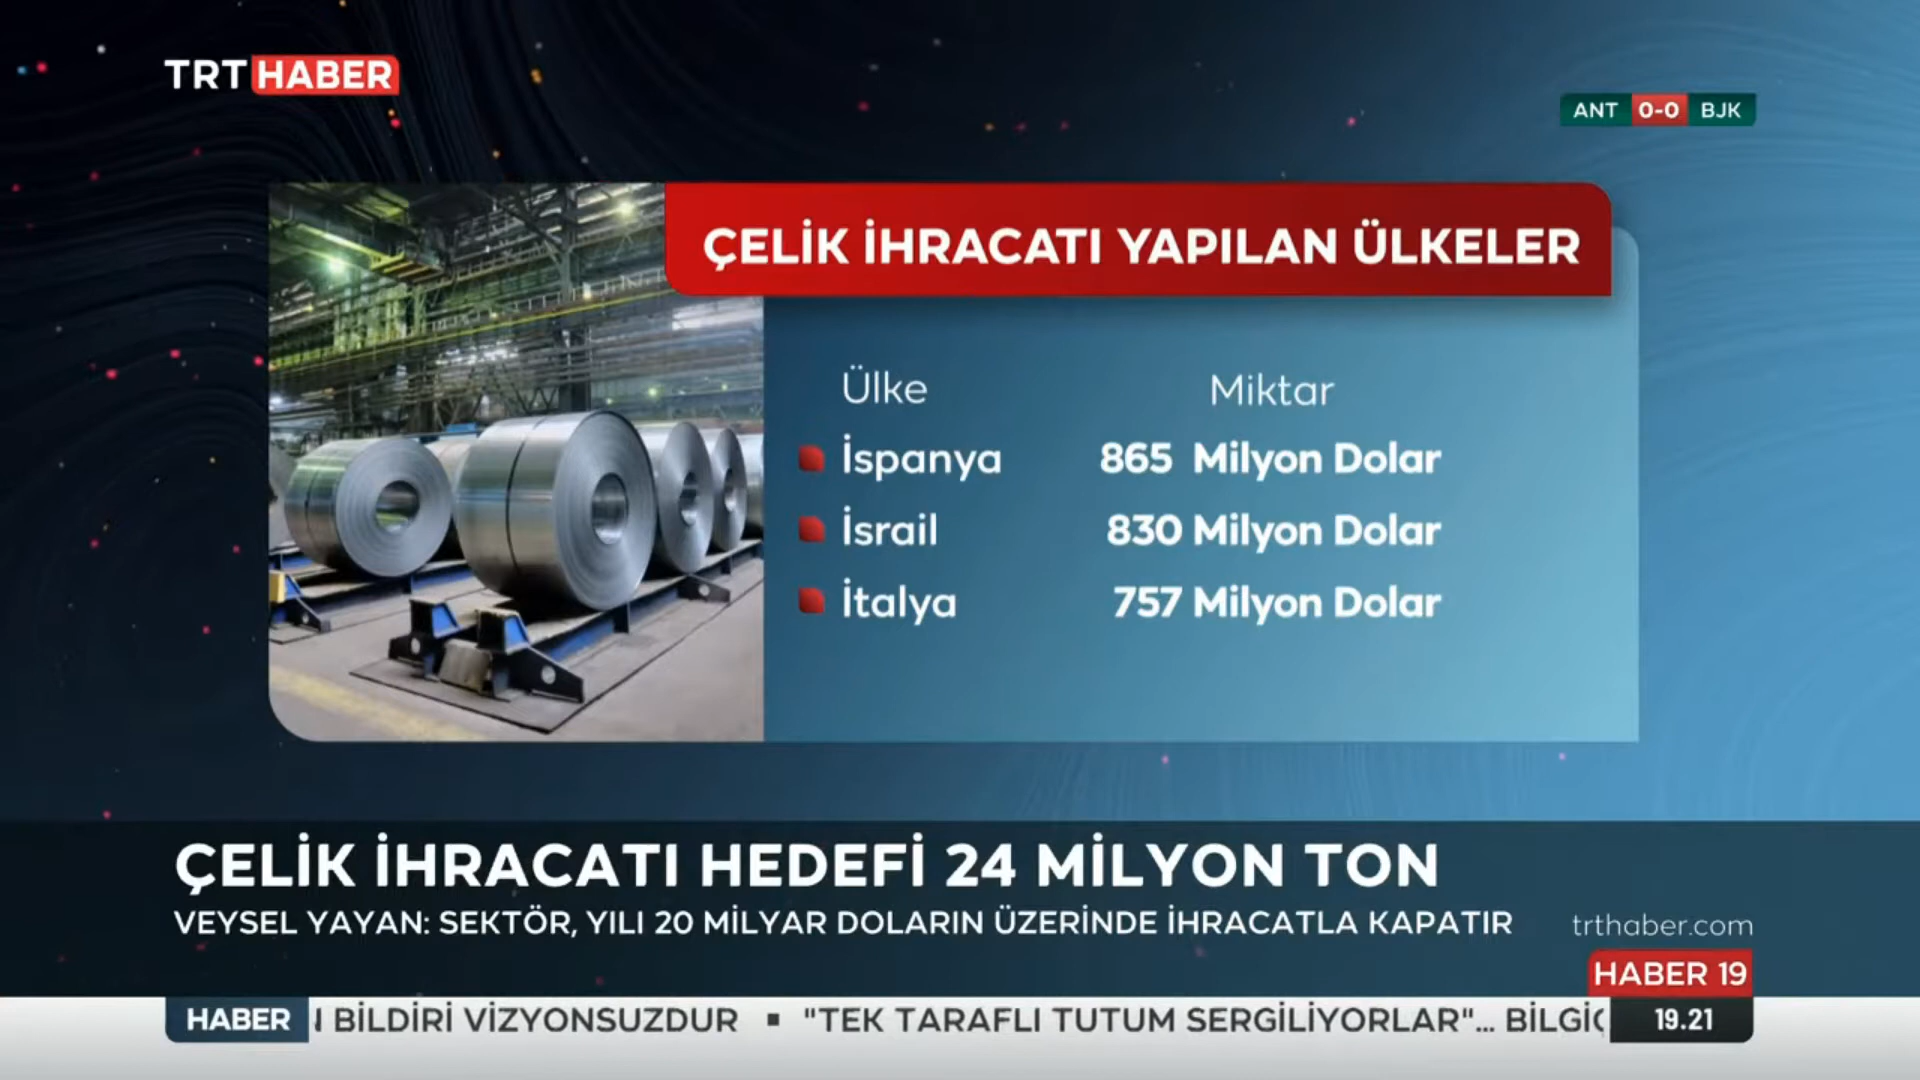 TRT HABER
ANT 0-0 BJK
ÇELİK İHRACATI YAPILAN ÜLKELER
Ülke Miktar
İspanya 865 Milyon Dolar
İsrail 830 Milyon Dolar
İtalya 757 Milyon Dolar
ÇELİK İHRACATI HEDEFİ 24 MİLYON TON
VEYSEL YAYAN: SEKTÖR, YILI 20 MİLYAR DOLARIN ÜZERİNDE İHRACATLA KAPATIR
trthaber.com
HABER 19
HABER BİLDİRİ VİZYONSUZDUR ▪ "TEK TARAFLI TUTUM SERGİLİYORLAR"...
19.21